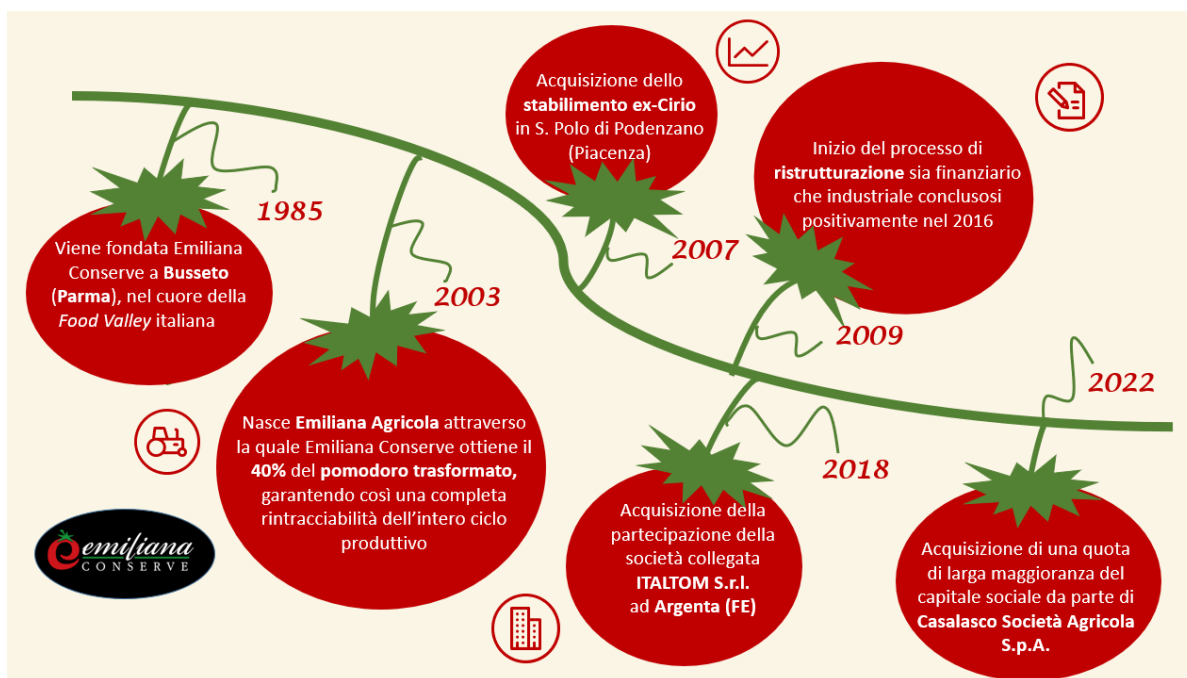 Viene fondata Emiliana
Conserve a Busseto
(Parma), nel cuore della
Food Valley italiana
1985
Nasce Emiliana Agricola attraverso
la quale Emiliana Conserve ottiene il
40% del pomodoro trasformato,
garantendo così una completa
rintracciabilità dell'intero ciclo
produttivo
2003
Acquisizione dello
stabilimento ex-Cirio
in S. Polo di Podenzano
(Piacenza)
2007
Inizio del processo di
ristrutturazione sia finanziario
che industriale conclusosi
positivamente nel 2016
2009
Acquisizione della
partecipazione della
società collegata
ITALTOM S.r.l.
ad Argenta (FE)
2018
Acquisizione di una quota
di larga maggioranza del
capitale sociale da parte di
Casalasco Società Agricola
S.p.A.
2022
emiliana
CONSERVE